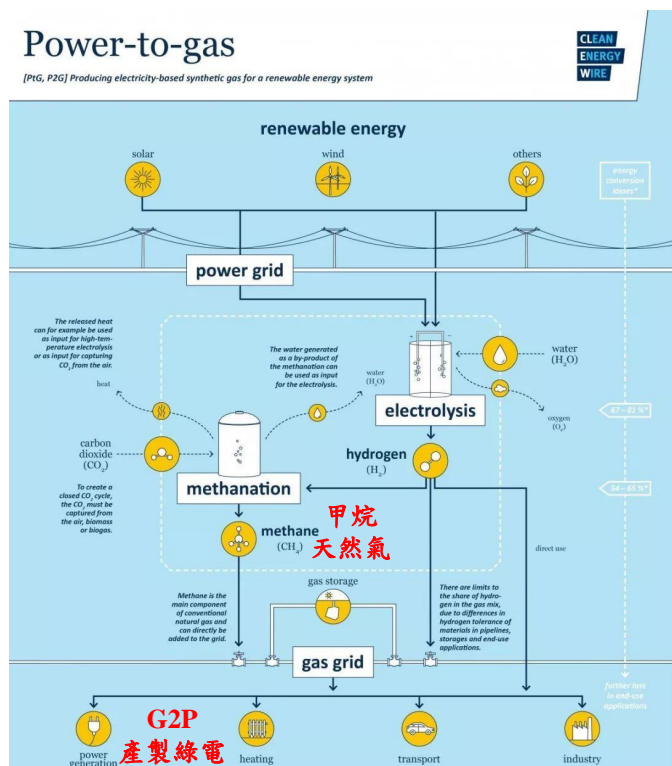 Power-to-gas
[PtG, P2G] Producing electricity-based synthetic gas for a renewable energy system
CLEAN
ENERGY
WIRE
renewable energy
solar
wind
others
energy
conversion
losses*
power grid
The released heat
can for example be used
as input for high-tem-
perature electrolysis
or as input for capturing
CO₂ from the air.
heat
The water generated
as a by-product of
the methanation can
be used as input
for the electrolysis.
water
(H₂O)
water
(H₂O)
electrolysis
oxygen
(O₂)
carbon
dioxide
(CO₂)
hydrogen
(H₂)
methanation
To create a
closed CO₂ cycle,
the CO₂ must be
captured from
the air, biomass
or biogas.
methane
(CH₄)
甲烷
天然氣
direct use
gas storage
Methane is the
main component
of conventional
natural gas and
can directly be
added to the grid.
There are limits to
the share of hydro-
gen in the gas mix,
due to differences in
hydrogen tolerance of
materials in pipelines,
storages and end-use
applications.
gas grid
further loss
in end-use
applications
G2P
產製綠電
power
generation
heating
transport
industry